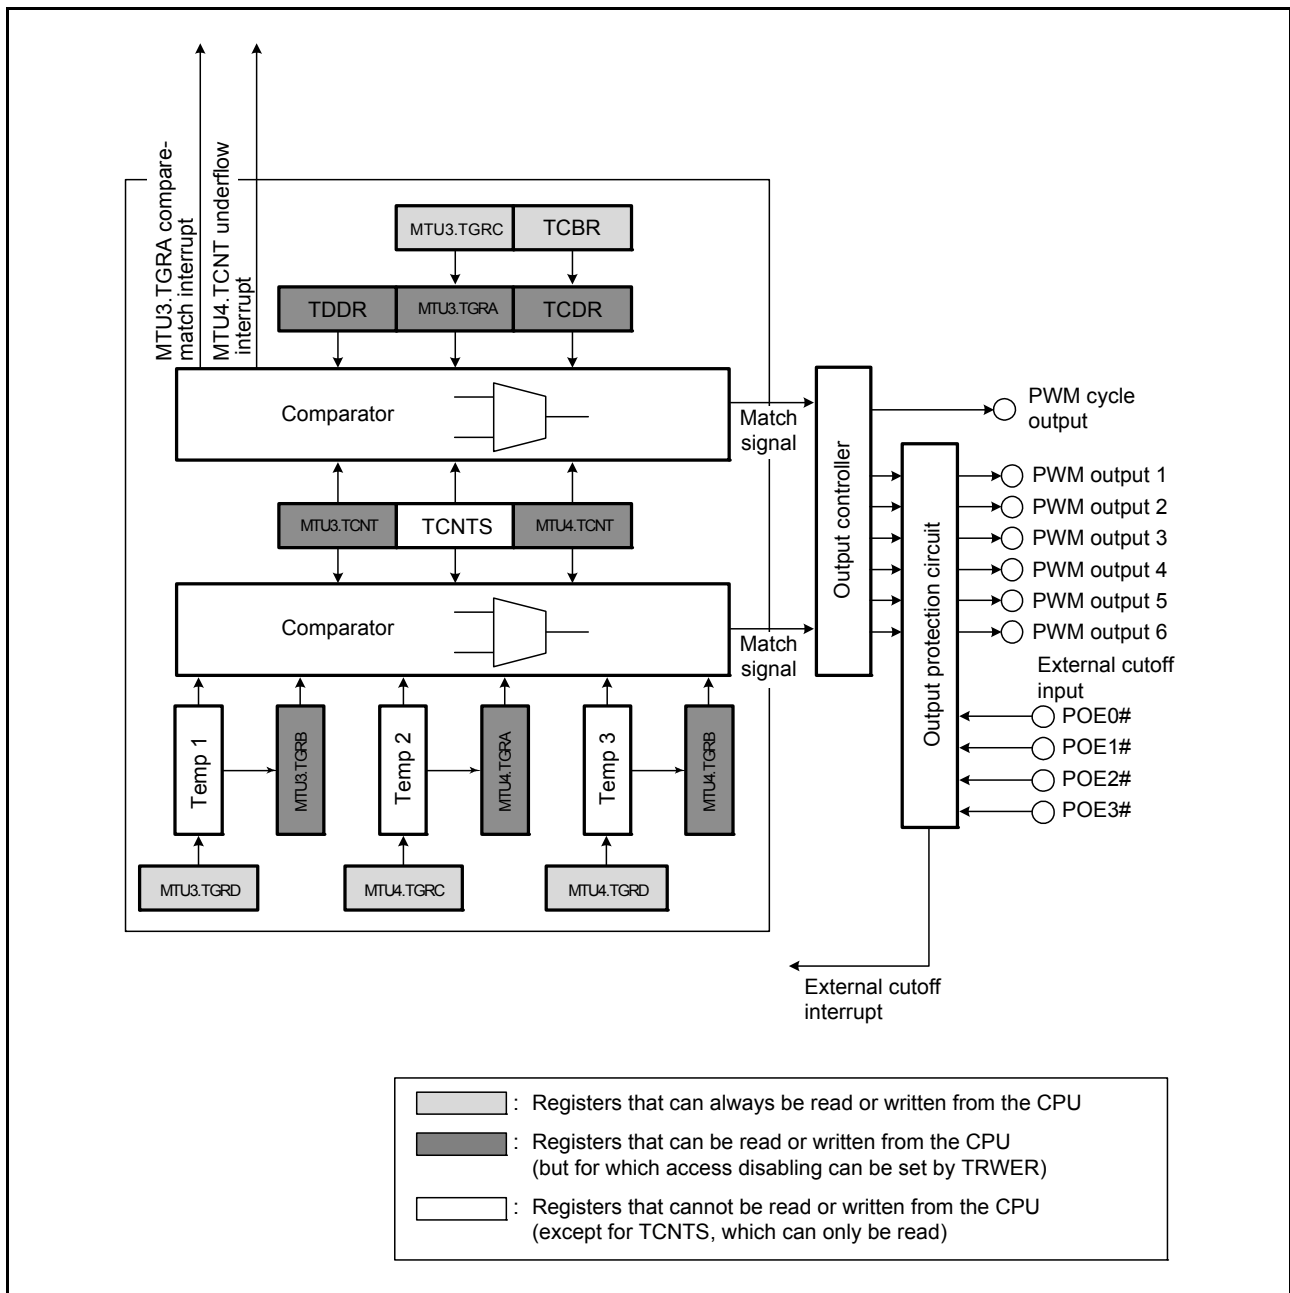 MTU3.TGRA compare-
match interrupt
MTU4.TCNT underflow
interrupt
MTU3.TGRC
TCBR
TDDR
MTU3.TGRA
TCDR
Comparator
Match
signal
MTU3.TCNT
TCNTS
MTU4.TCNT
Comparator
Match
signal
Temp 1
MTU3.TGRB
Temp 2
MTU4.TGRA
Temp 3
MTU4.TGRB
MTU3.TGRD
MTU4.TGRC
MTU4.TGRD
Output controller
Output protection circuit
PWM cycle
output
PWM output 1
PWM output 2
PWM output 3
PWM output 4
PWM output 5
PWM output 6
External cutoff
input
POE0#
POE1#
POE2#
POE3#
External cutoff
interrupt
: Registers that can always be read or written from the CPU
: Registers that can be read or written from the CPU
(but for which access disabling can be set by TRWER)
: Registers that cannot be read or written from the CPU
(except for TCNTS, which can only be read)